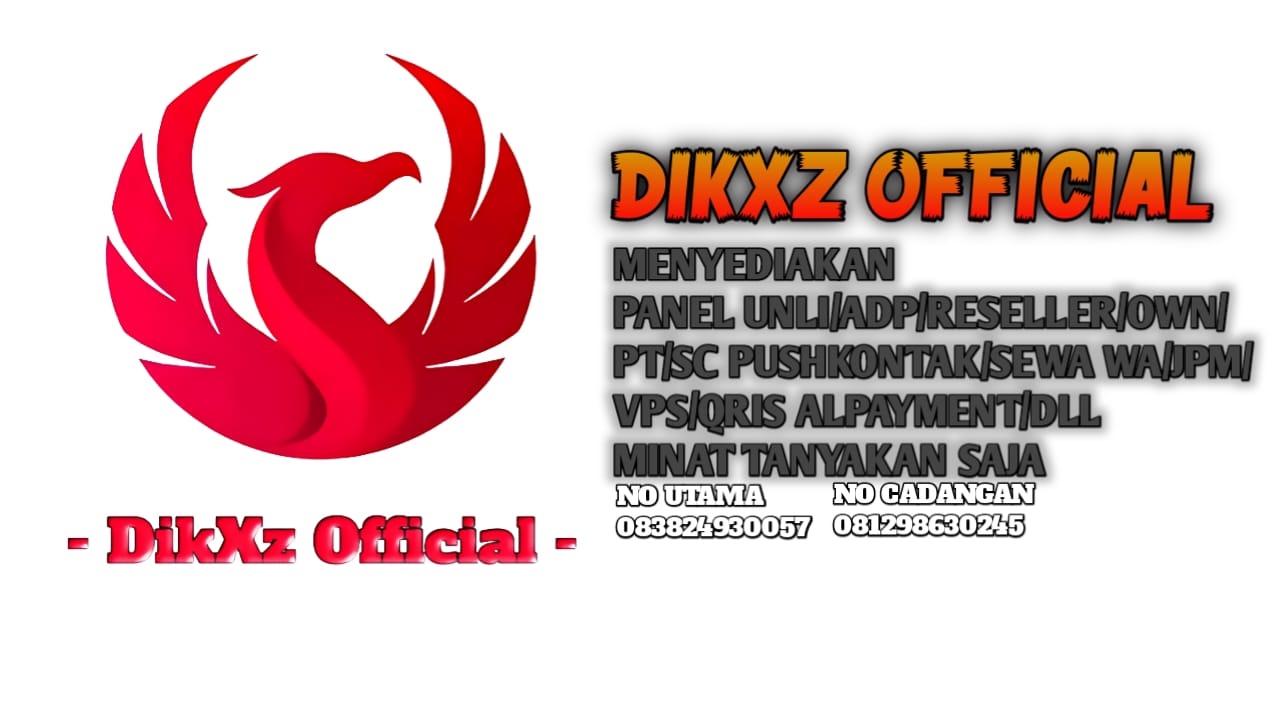 DIKXZ OFFICIAL
MENYEDIAKAN
PANEL UNLI/ADP/RESELLER/OWN/
PT/SC PUSHKONTAK/SEWA WA/JPM/
VPS/QRIS ALPAYMENT/DLL
MINAT TANYAKAN SAJA
NO UTAMA
083824930057
NO CADANGAN
081298630245
- DikXz Official -